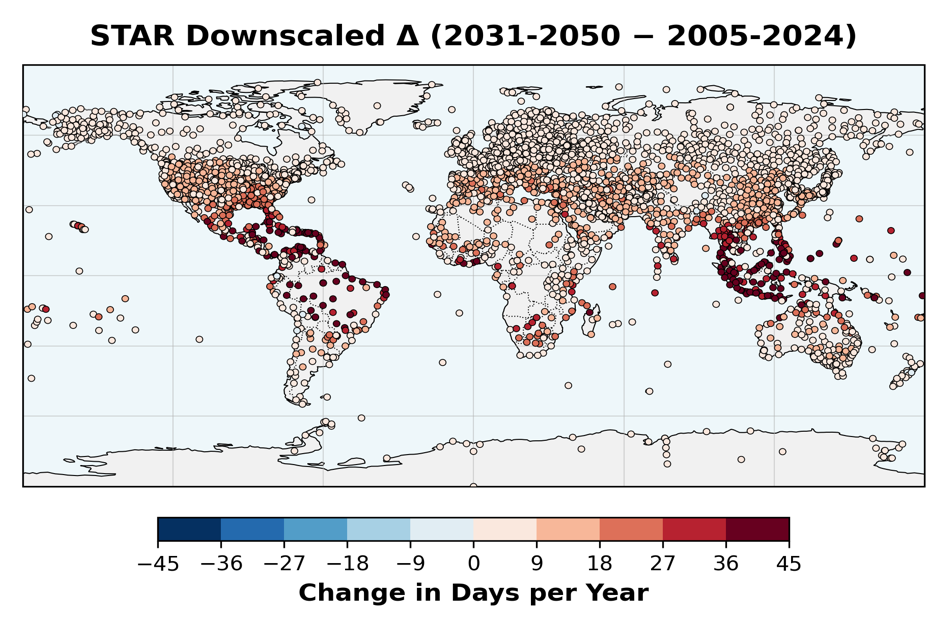 STAR Downscaled Δ (2031-2050 − 2005-2024)
−45 −36 −27 −18 −9 0 9 18 27 36 45
Change in Days per Year